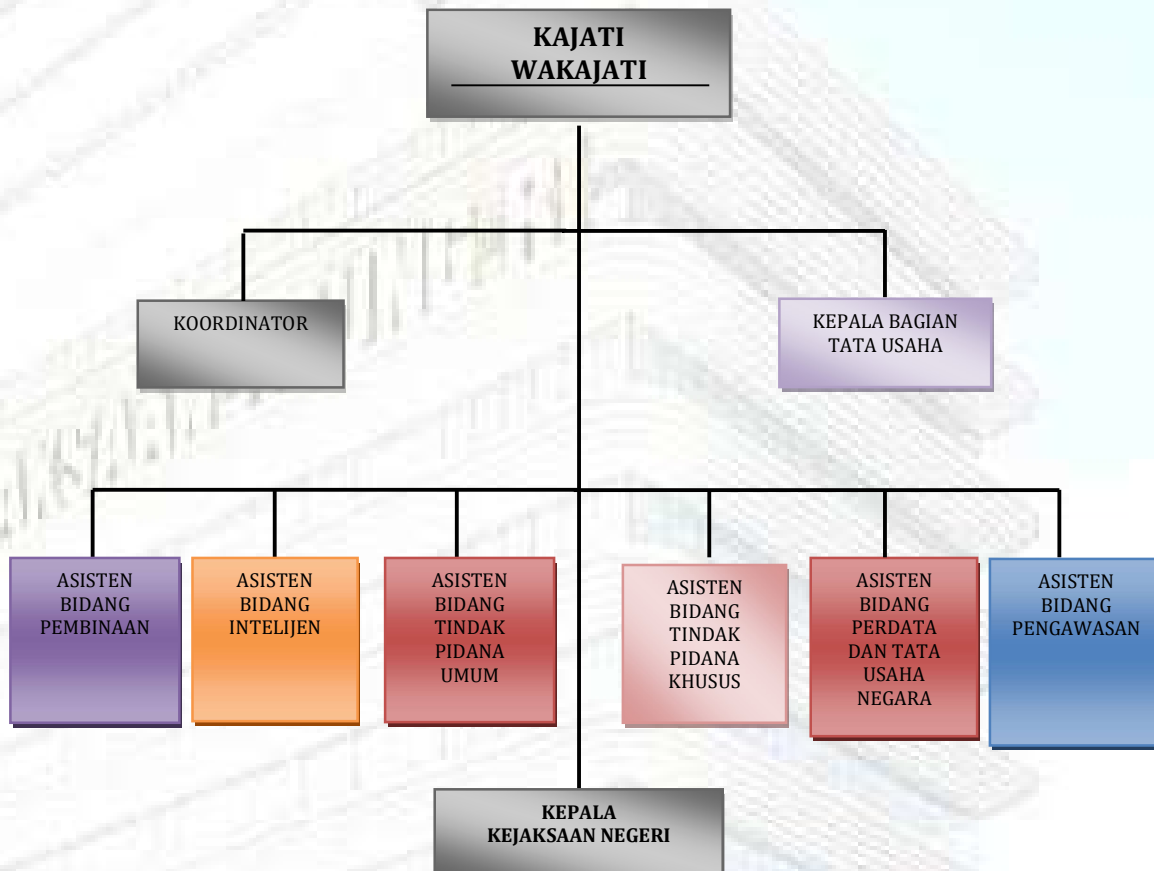 KAJATI
WAKAJATI
KOORDINATOR
KEPALA BAGIAN
TATA USAHA
ASISTEN
BIDANG
PEMBINAAN
ASISTEN
BIDANG
INTELIJEN
ASISTEN
BIDANG
TINDAK
PIDANA
UMUM
ASISTEN
BIDANG
TINDAK
PIDANA
KHUSUS
ASISTEN
BIDANG
PERDATA
DAN TATA
USAHA
NEGARA
ASISTEN
BIDANG
PENGAWASAN
KEPALA
KEJAKSAAN NEGERI